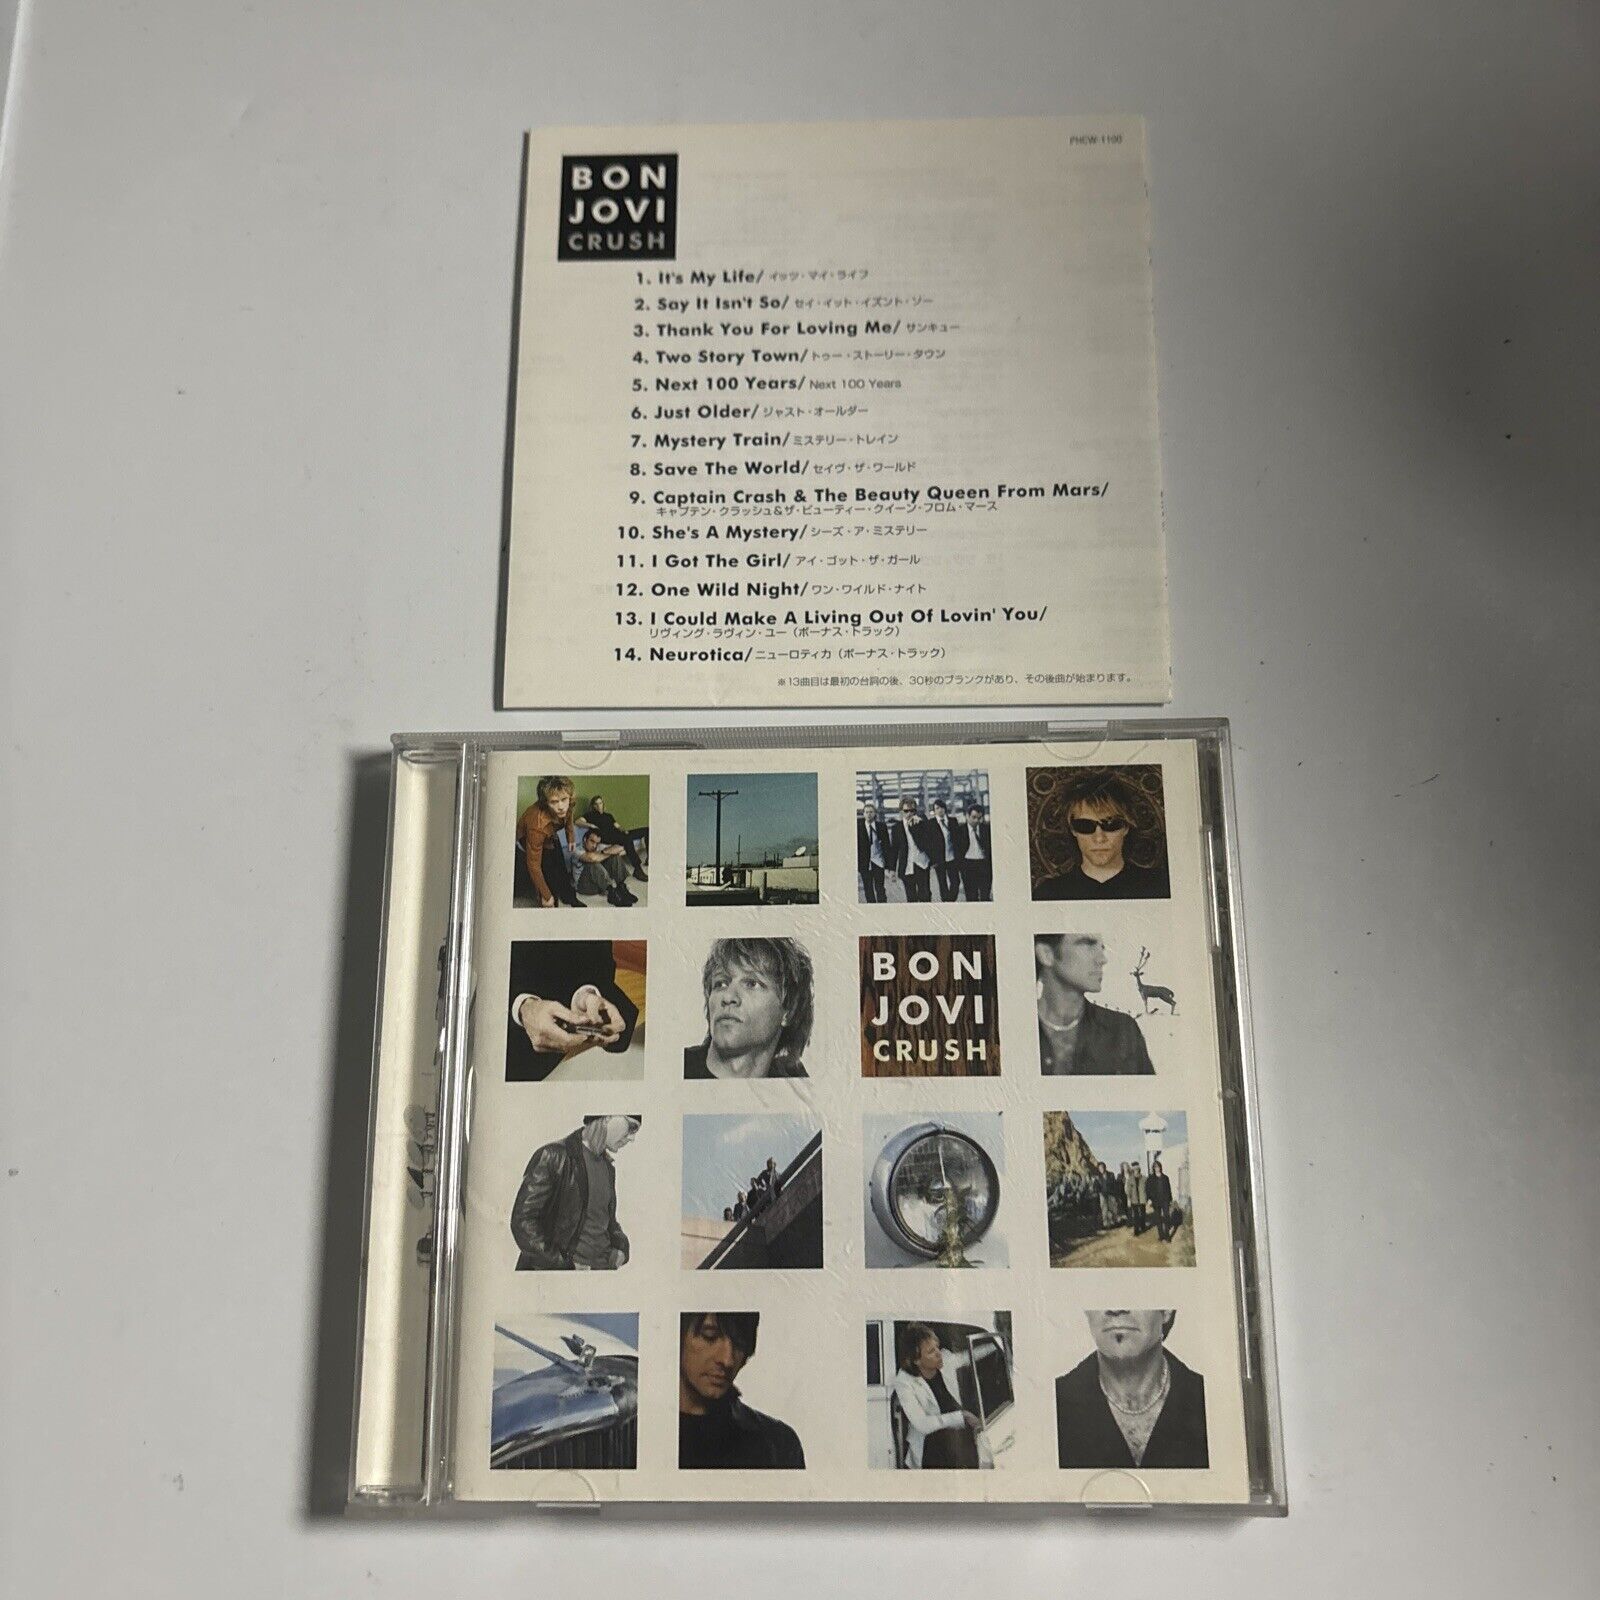 PHCW-1100
BON
JOVI
CRUSH
1. It's My Life/イッツ・マイ・ライフ
2. Say It Isn't So/セイ・イット・イズント・ソー
3. Thank You For Loving Me/サンキュー
4. Two Story Town/トゥー・ストーリー・タウン
5. Next 100 Years/Next 100 Years
6. Just Older/ジャスト・オールダー
7. Mystery Train/ミステリー・トレイン
8. Save The World/セイヴ・ザ・ワールド
9. Captain Crash & The Beauty Queen From Mars/
キャプテン・クラッシュ&ザ・ビューティー・クイーン・フロム・マース
10. She's A Mystery/シーズ・ア・ミステリー
11. I Got The Girl/アイ・ゴット・ザ・ガール
12. One Wild Night/ワン・ワイルド・ナイト
13. I Could Make A Living Out Of Lovin' You/
リヴィング・ラヴィン・ユー（ボーナス・トラック）
14. Neurotica/ニューロティカ（ボーナス・トラック）
※13曲目は最初の台詞の後、30秒のブランクがあり、その後曲が始まります。
BON
JOVI
CRUSH